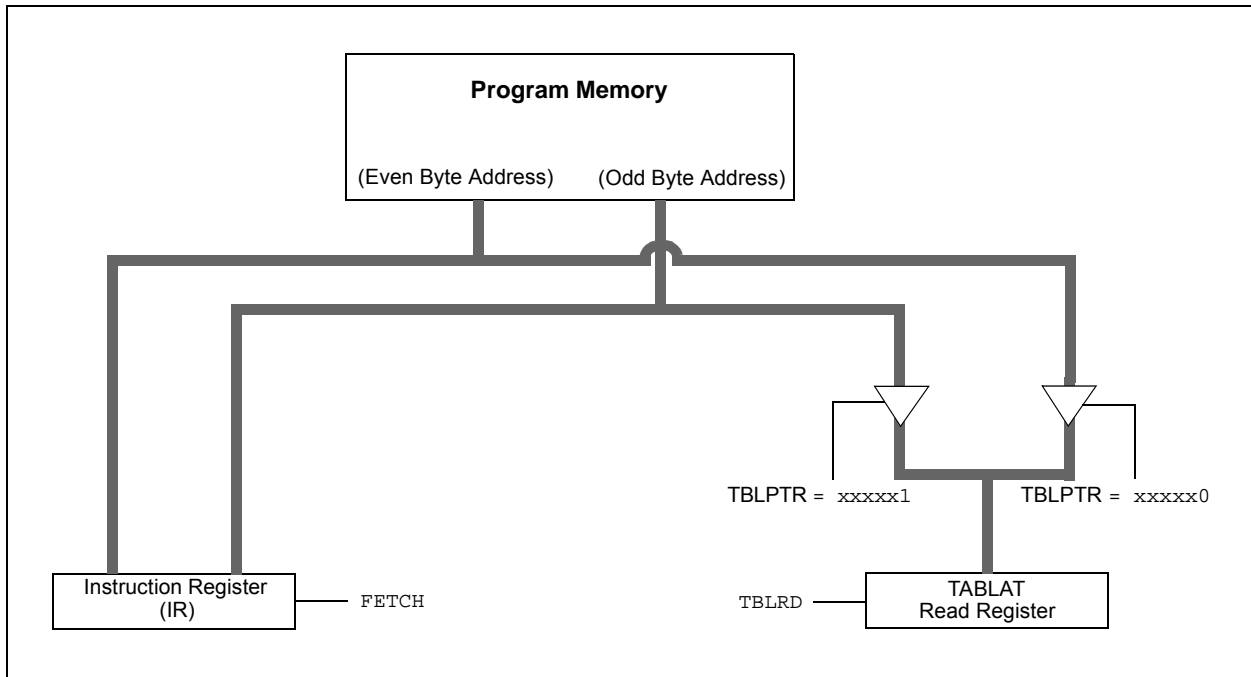 Program Memory
(Even Byte Address) (Odd Byte Address)
TBLPTR = xxxxx1 TBLPTR = xxxxx0
Instruction Register
(IR)
FETCH
TBLRD
TABLAT
Read Register